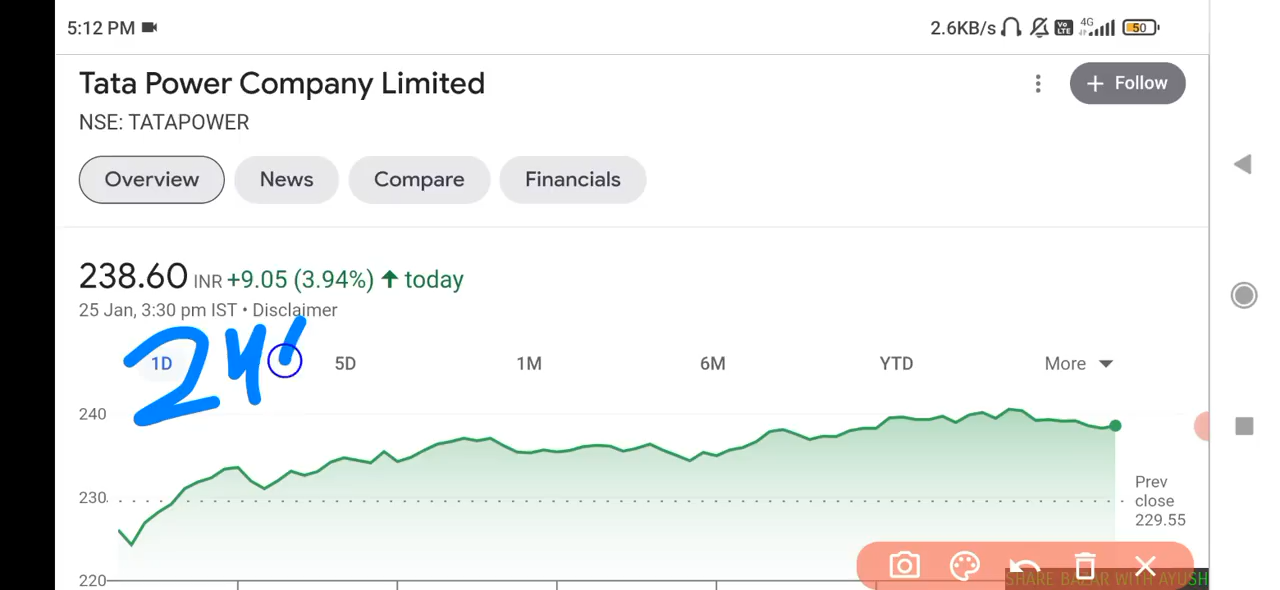 5:12 PM 2.6KB/s Vo LTE 4G 50
Tata Power Company Limited
+ Follow
NSE: TATAPOWER
Overview News Compare Financials
238.60 INR +9.05 (3.94%) ↑ today
25 Jan, 3:30 pm IST • Disclaimer
24
1D 5D 1M 6M YTD More
240
230
Prev
close
229.55
220
SHARE BAZAR WITH AYUSH